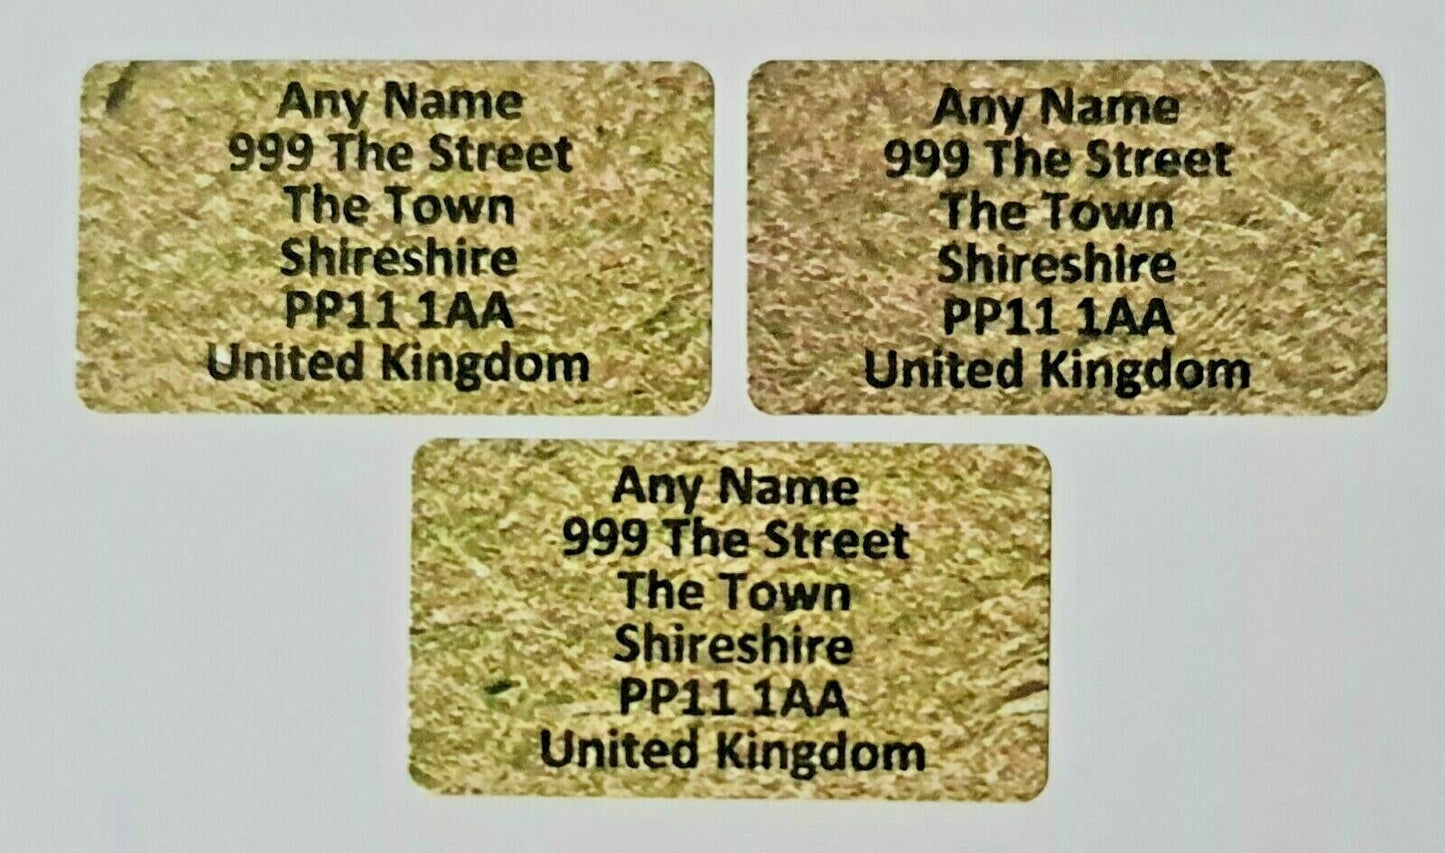 Any Name
999 The Street
The Town
Shireshire
PP11 1AA
United Kingdom
Any Name
999 The Street
The Town
Shireshire
PP11 1AA
United Kingdom
Any Name
999 The Street
The Town
Shireshire
PP11 1AA
United Kingdom